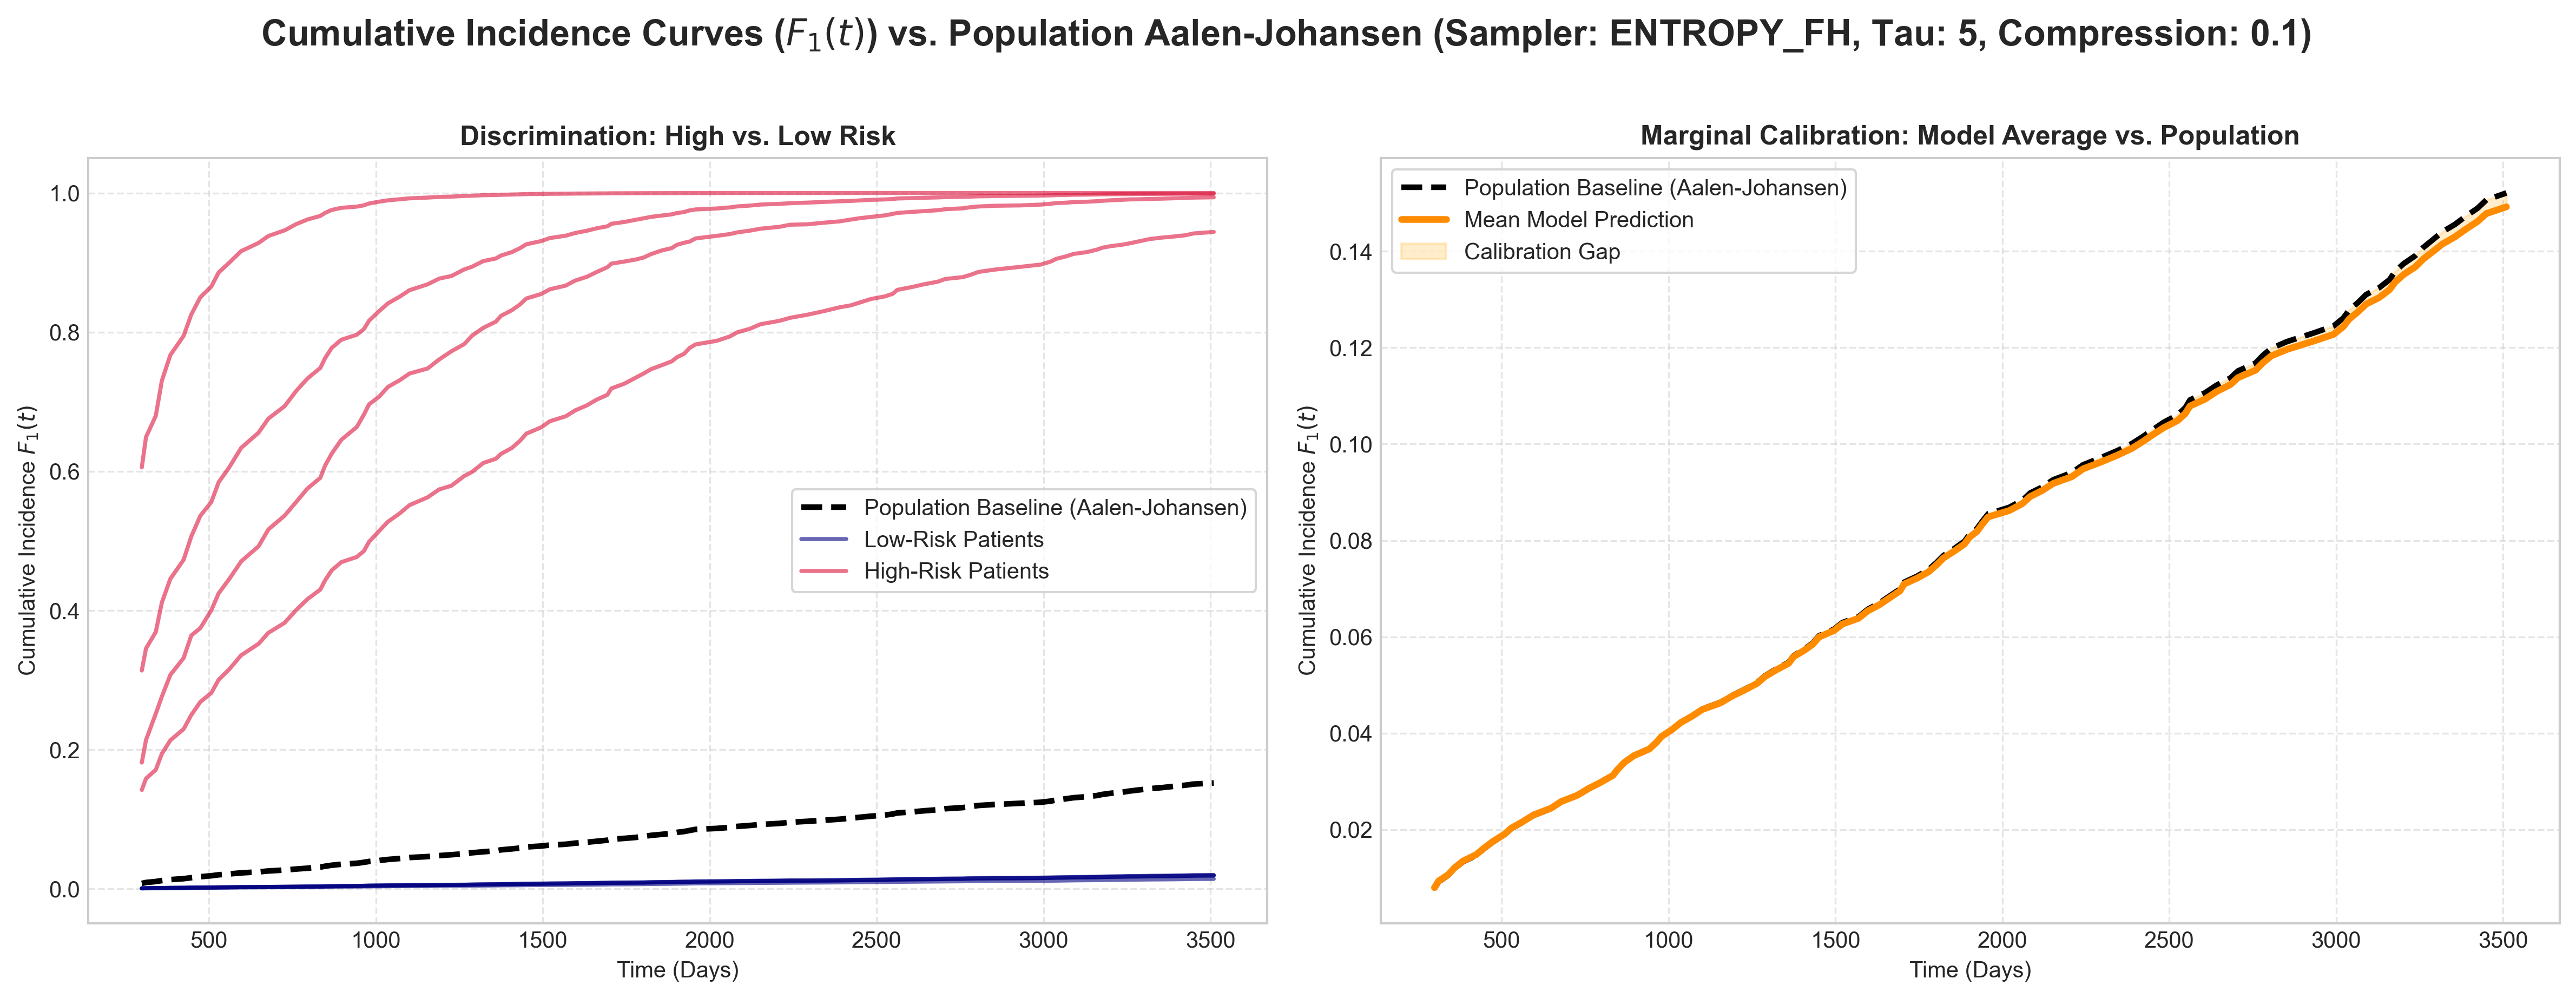 Cumulative Incidence Curves (F₁(t)) vs. Population Aalen-Johansen (Sampler: ENTROPY_FH, Tau: 5, Compression: 0.1)
Discrimination: High vs. Low Risk
Cumulative Incidence F₁(t)
1.0
0.8
0.6
0.4
0.2
0.0
Population Baseline (Aalen-Johansen)
Low-Risk Patients
High-Risk Patients
500 1000 1500 2000 2500 3000 3500
Time (Days)
Marginal Calibration: Model Average vs. Population
Population Baseline (Aalen-Johansen)
Mean Model Prediction
Calibration Gap
Cumulative Incidence F₁(t)
0.14
0.12
0.10
0.08
0.06
0.04
0.02
500 1000 1500 2000 2500 3000 3500
Time (Days)